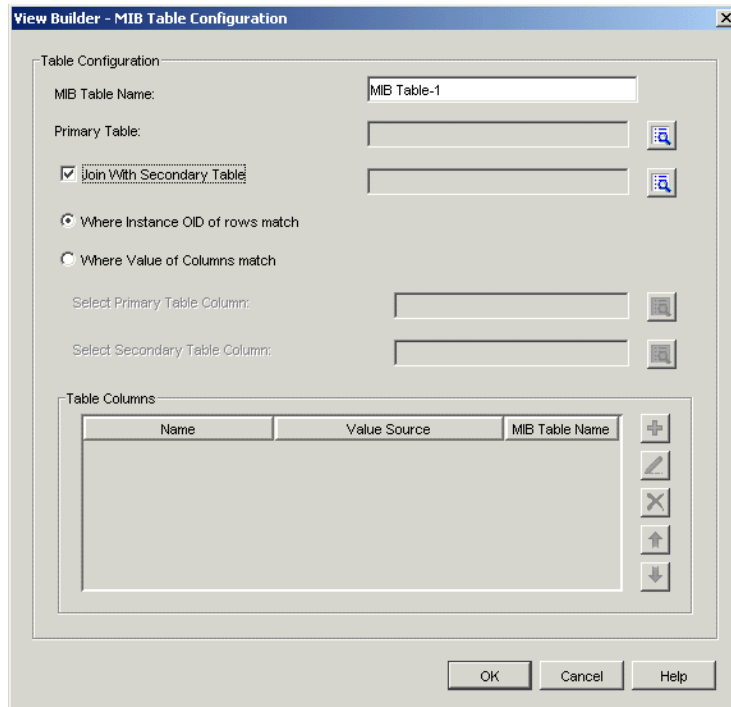 View Builder - MIB Table Configuration
Table Configuration
MIB Table Name:
MIB Table-1
Primary Table:
Join With Secondary Table
Where Instance OID of rows match
Where Value of Columns match
Select Primary Table Column:
Select Secondary Table Column:
Table Columns
Name
Value Source
MIB Table Name
OK
Cancel
Help